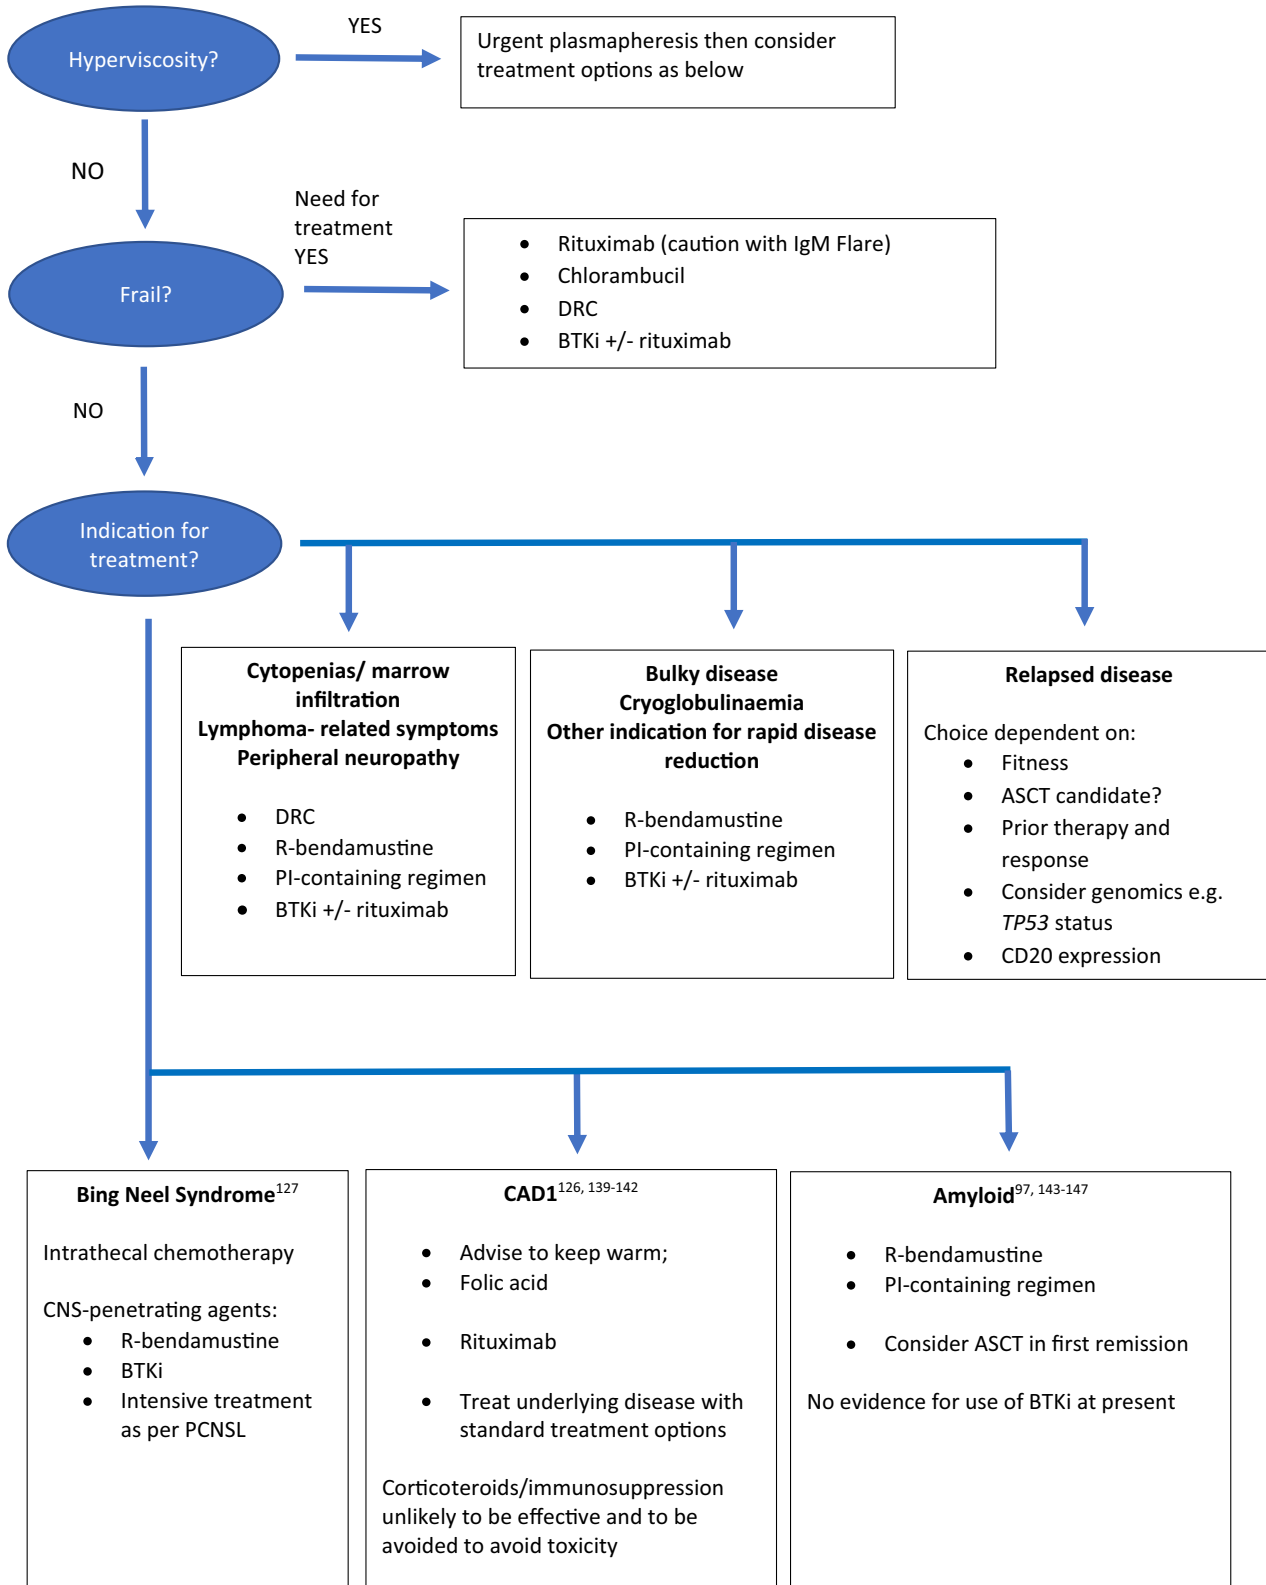 Hyperviscosity?
YES
Urgent plasmapheresis then consider
treatment options as below
NO
Frail?
Need for
treatment
YES
• Rituximab (caution with IgM Flare)
• Chlorambucil
• DRC
• BTKi +/- rituximab
NO
Indication for
treatment?
Cytopenias/ marrow
infiltration
Lymphoma- related symptoms
Peripheral neuropathy
• DRC
• R-bendamustine
• PI-containing regimen
• BTKi +/- rituximab
Bulky disease
Cryoglobulinaemia
Other indication for rapid disease
reduction
• R-bendamustine
• PI-containing regimen
• BTKi +/- rituximab
Relapsed disease
Choice dependent on:
• Fitness
• ASCT candidate?
• Prior therapy and
response
• Consider genomics e.g.
TP53 status
• CD20 expression
Bing Neel Syndrome127
Intrathecal chemotherapy
CNS-penetrating agents:
• R-bendamustine
• BTKi
• Intensive treatment
as per PCNSL
CAD1126, 139-142
• Advise to keep warm;
• Folic acid
• Rituximab
• Treat underlying disease with
standard treatment options
Corticoteroids/immunosuppression
unlikely to be effective and to be
avoided to avoid toxicity
Amyloid97, 143-147
• R-bendamustine
• PI-containing regimen
• Consider ASCT in first remission
No evidence for use of BTKi at present